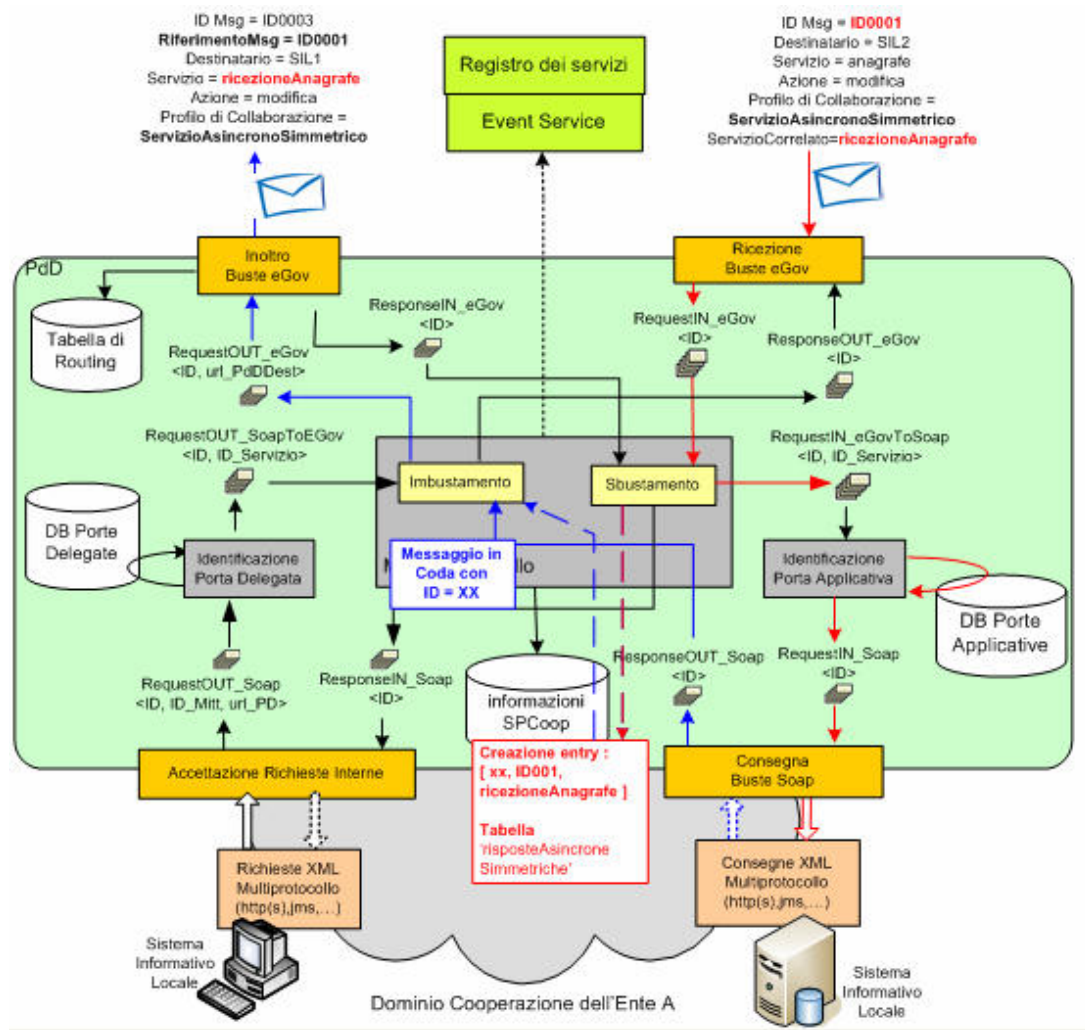 ID Msg = ID0003
RiferimentoMsg = ID0001
Destinatario = SIL1
Servizio = ricezioneAnagrafe
Azione = modifica
Profilo di Collaborazione =
ServizioAsincronoSimmetrico
Registro dei servizi
Event Service
ID Msg = ID0001
Destinatario = SIL2
Servizio = anagrafe
Azione = modifica
Profilo di Collaborazione =
ServizioAsincronoSimmetrico
ServizioCorrelato=ricezioneAnagrafe
PdD
Inoltro
Buste eGov
Ricezione
Buste eGov
Tabella di
Routing
ResponseIN_eGov
<ID>
RequestIN_eGov
<ID>
ResponseOUT_eGov
<ID>
RequestOUT_eGov
<ID, url_PdDDest>
RequestOUT_SoapToEGov
<ID, ID_Servizio>
RequestIN_eGovToSoap
<ID, ID_Servizio>
Imbustamento
Sbustamento
DB Porte
Delegate
Identificazione
Porta Delegata
Messaggio in
Coda con
ID = XX
M
llo
Identificazione
Porta Applicativa
DB Porte
Applicative
RequestOUT_Soap
<ID, ID_Mitt, url_PD>
ResponseIN_Soap
<ID>
informazioni
SPCoop
ResponseOUT_Soap
<ID>
RequestIN_Soap
<ID>
Accettazione Richieste Interne
Creazione entry :
[ xx, ID001,
ricezioneAnagrafe ]
Tabella
'risposteAsincrone
Simmetriche'
Consegna
Buste Soap
Richieste XML
Multiprotocollo
(http(s),jms,…)
Consegne XML
Multiprotocollo
(http(s),jms,…)
Sistema
Informativo
Locale
Sistema
Informativo
Locale
Dominio Cooperazione dell'Ente A